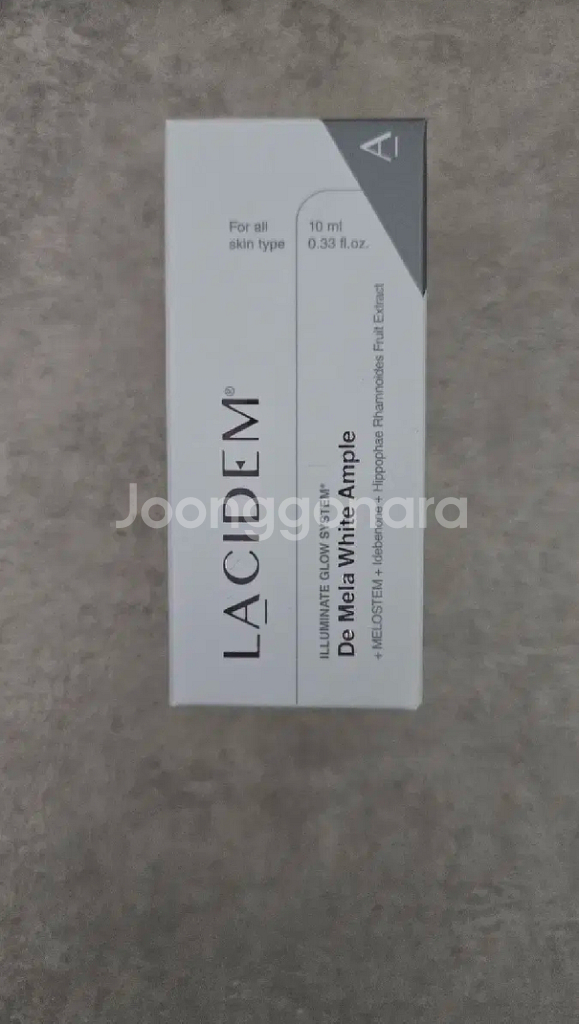 A
For all
skin type
10 ml
0.33 fl.oz.
LACIDEM®
ILLUMINATE GLOW SYSTEM®
De Mela White Ample
+ MELOSTEM + Idebenone + Hippophae Rhamnoides Fruit Extract
Joonggonara